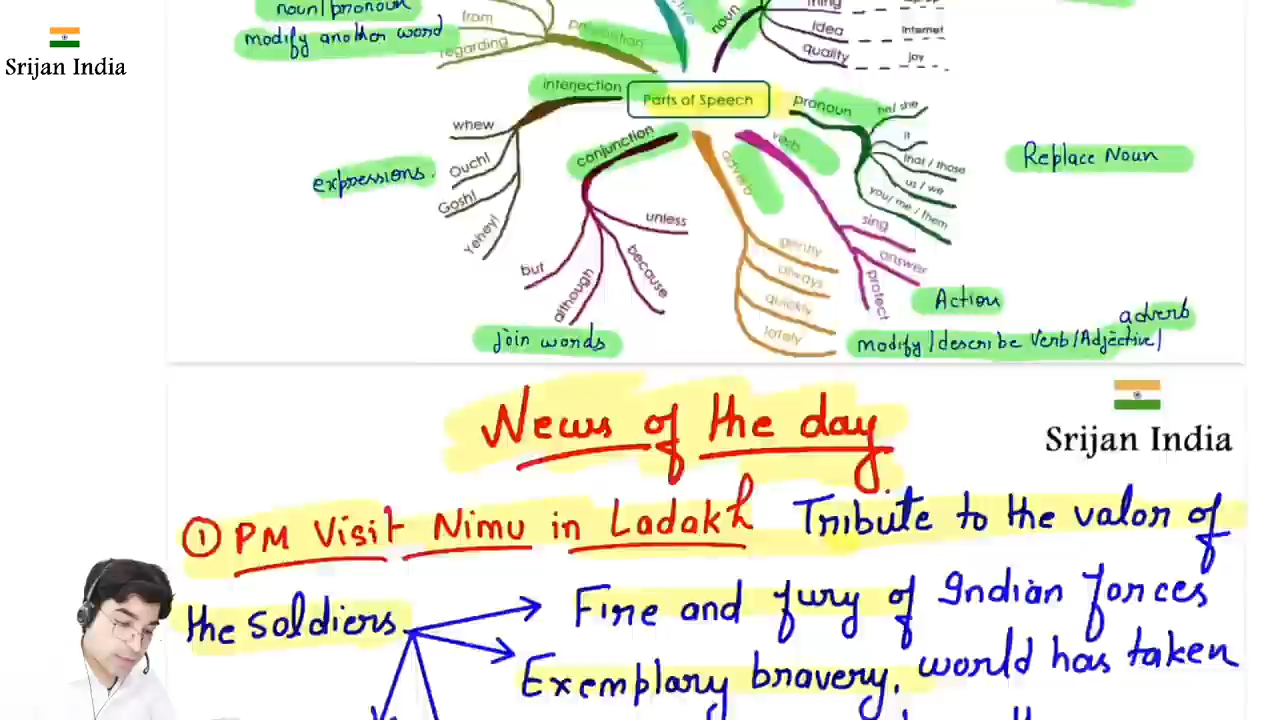 noun/pronoun
modify another word
from
regarding
preposition
noun
thing
idea
quality
Internet
joy
Srijan India
interjection
whew
Ouch!
Gosh!
Yehey!
expressions.
Parts of Speech
conjunction
but
although
because
unless
join words
adverb
gently
always
quickly
lately
verb
sing
answer
protect
Action
adverb
modify/describe Verb/Adjective/
pronoun
he/ she
it
that / those
us / we
you/ me / them
Replace Noun
News of the day
Srijan India
① PM Visit Nimu in Ladakh Tribute to the valor of
the soldiers
Fire and fury of Indian forces
Exemplary bravery, world has taken